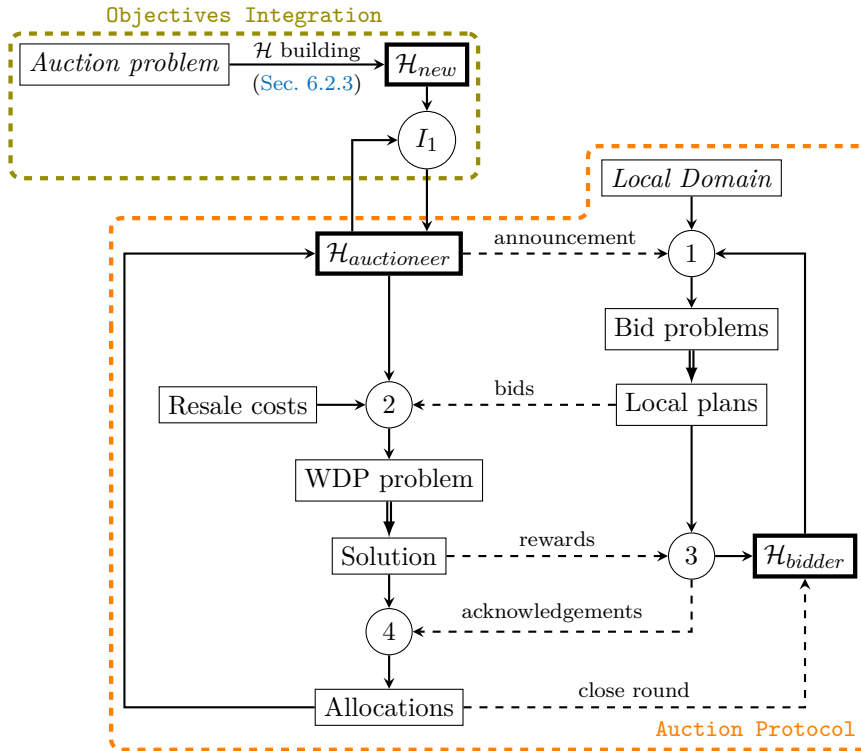 Objectives Integration
Auction problem
ℋ building
(Sec. 6.2.3)
ℋnew
I1
Local Domain
ℋauctioneer
announcement
1
Bid problems
Resale costs
2
bids
Local plans
WDP problem
Solution
rewards
3
ℋbidder
acknowledgements
4
Allocations
close round
Auction Protocol